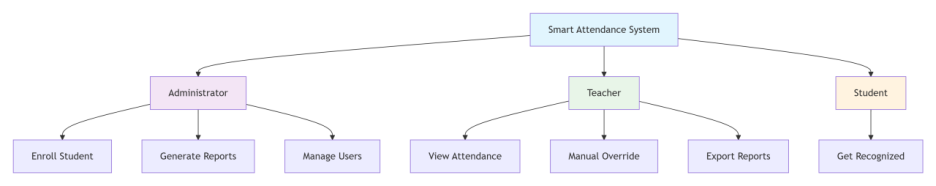 Smart Attendance System
Administrator
Teacher
Student
Enroll Student
Generate Reports
Manage Users
View Attendance
Manual Override
Export Reports
Get Recognized